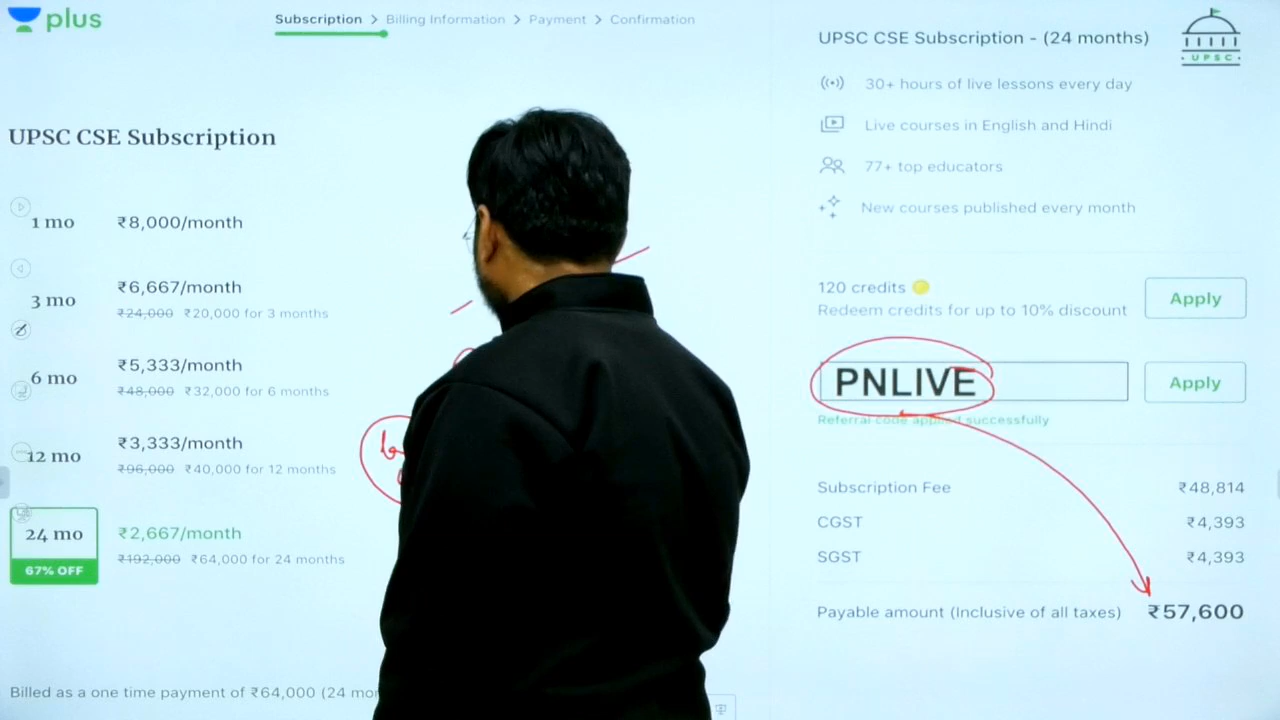 plus
Subscription > Billing Information > Payment > Confirmation
UPSC CSE Subscription
1 mo ₹8,000/month
3 mo ₹6,667/month
₹24,000 ₹20,000 for 3 months
6 mo ₹5,333/month
₹48,000 ₹32,000 for 6 months
12 mo ₹3,333/month
₹96,000 ₹40,000 for 12 months
24 mo ₹2,667/month
67% OFF ₹192,000 ₹64,000 for 24 months
Billed as a one time payment of ₹64,000 (24
UPSC CSE Subscription - (24 months)
UPSC
30+ hours of live lessons every day
Live courses in English and Hindi
77+ top educators
New courses published every month
120 credits
Redeem credits for up to 10% discount
Apply
PNLIVE
Apply
Referral code applied successfully
Subscription Fee ₹48,814
CGST ₹4,393
SGST ₹4,393
Payable amount (Inclusive of all taxes) ₹57,600